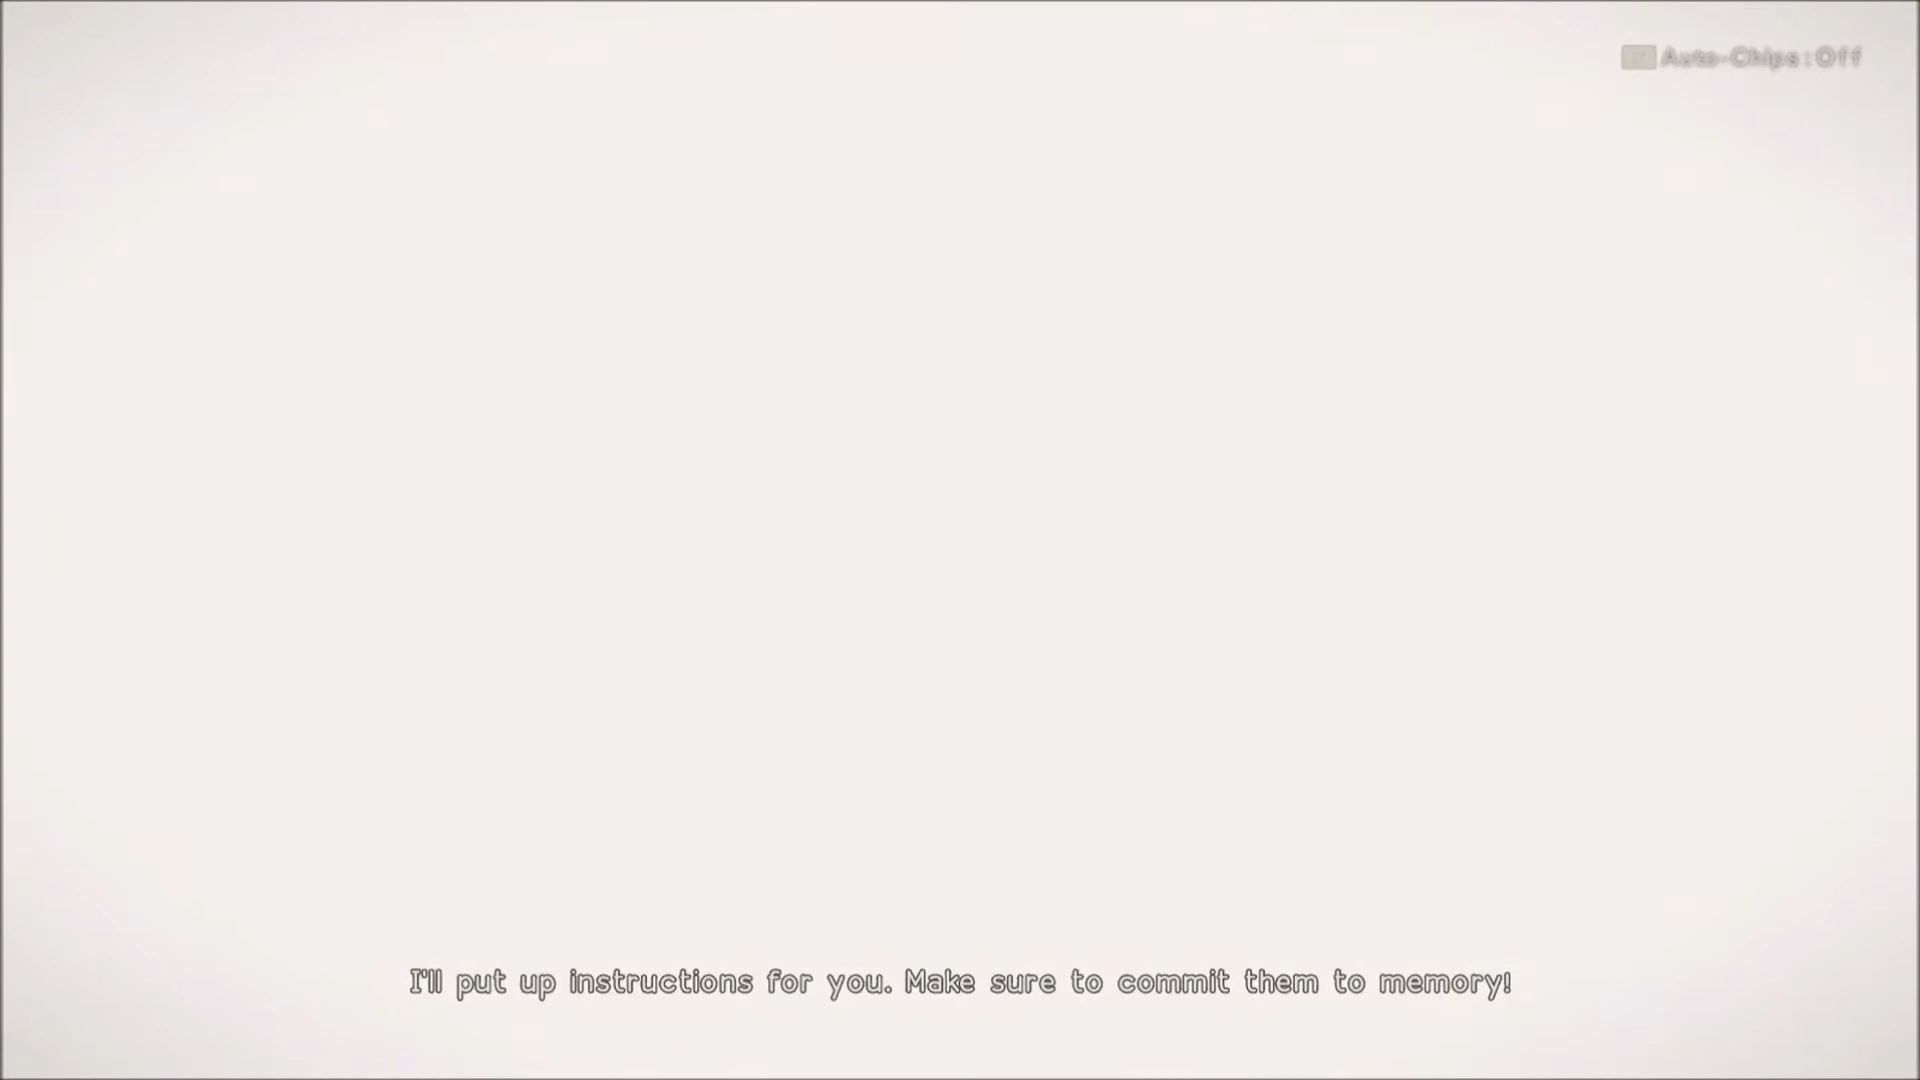 Auto-Chips:Off
I'll put up instructions for you. Make sure to commit them to memory!